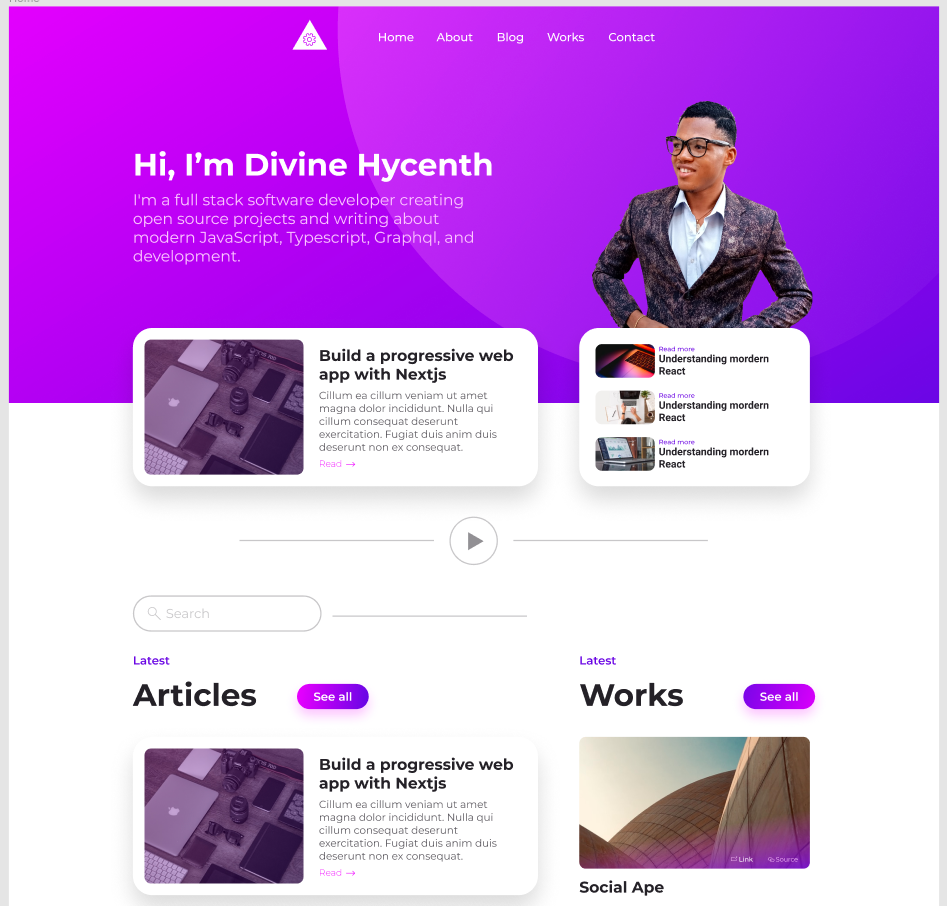 Home
Home About Blog Works Contact
Hi, I’m Divine Hycenth
I'm a full stack software developer creating
open source projects and writing about
modern JavaScript, Typescript, Graphql, and
development.
Build a progressive web
app with Nextjs
Cillum ea cillum veniam ut amet
magna dolor incididunt. Nulla qui
cillum consequat deserunt
exercitation. Fugiat duis anim duis
deserunt non ex consequat.
Read →
Read more
Understanding mordern
React
Read more
Understanding mordern
React
Read more
Understanding mordern
React
Search
Latest
Articles See all
Build a progressive web
app with Nextjs
Cillum ea cillum veniam ut amet
magna dolor incididunt. Nulla qui
cillum consequat deserunt
exercitation. Fugiat duis anim duis
deserunt non ex consequat.
Read →
Latest
Works See all
Link Source
Social Ape